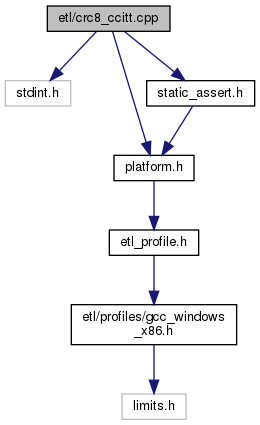 etl/crc8_ccitt.cpp
stdint.h
static_assert.h
platform.h
etl_profile.h
etl/profiles/gcc_windows
_x86.h
limits.h